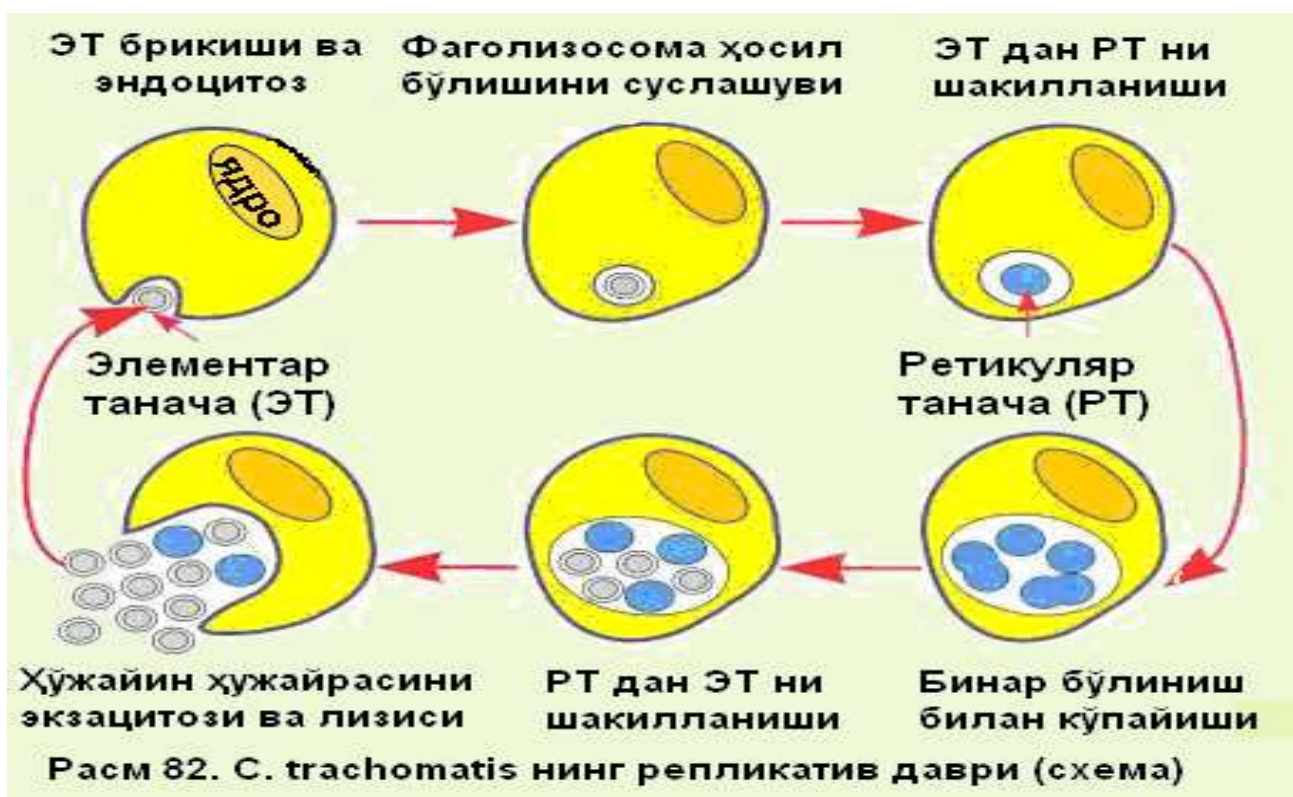 ЭТ брикиши ва
эндоцитоз
Фаголизосома ҳосил
бўлишини суслашуви
ЭТ дан РТ ни
шакилланиши
ядро
Элементар
танача (ЭТ)
Ретикуляр
танача (РТ)
Ҳўжайин ҳужайрасини
экзацитози ва лизиси
РТ дан ЭТ ни
шакилланиши
Бинар бўлиниш
билан кўпайиши
Расм 82. C. trachomatis нинг репликатив даври (схема)